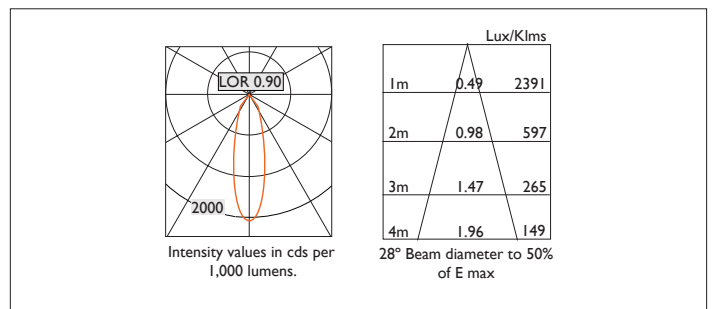 LOR 0.90
2000
Intensity values in cds per
1,000 lumens.
Lux/Klms
1m 0.49 2391
2m 0.98 597
3m 1.47 265
4m 1.96 149
28º Beam diameter to 50%
of E max